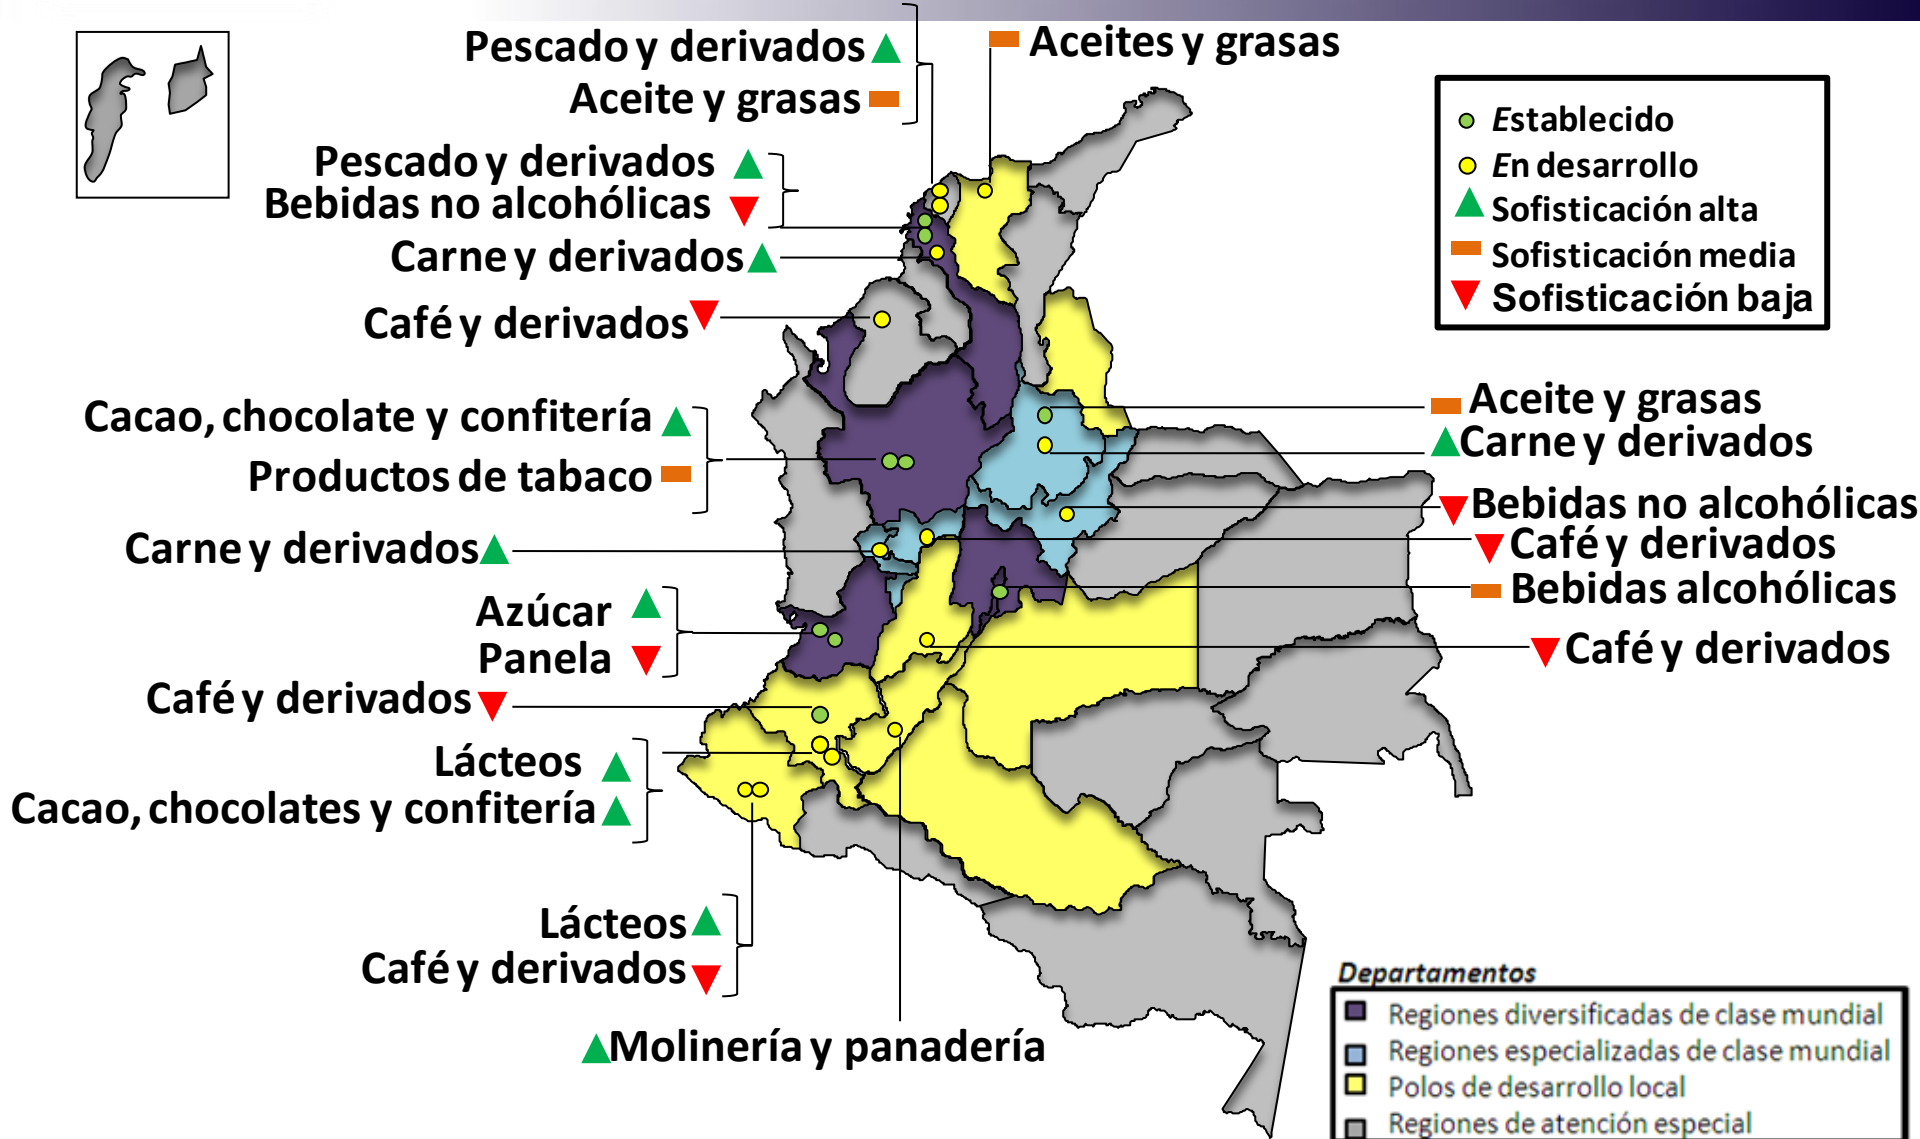 Pescado y derivados
Aceite y grasas
Aceites y grasas
Pescado y derivados
Bebidas no alcohólicas
Carne y derivados
Café y derivados
Cacao, chocolate y confitería
Productos de tabaco
Carne y derivados
Azúcar
Panela
Café y derivados
Lácteos
Cacao, chocolates y confitería
Lácteos
Café y derivados
Molinería y panadería
Establecido
En desarrollo
Sofisticación alta
Sofisticación media
Sofisticación baja
Aceite y grasas
Carne y derivados
Bebidas no alcohólicas
Café y derivados
Bebidas alcohólicas
Café y derivados
Departamentos
Regiones diversificadas de clase mundial
Regiones especializadas de clase mundial
Polos de desarrollo local
Regiones de atención especial